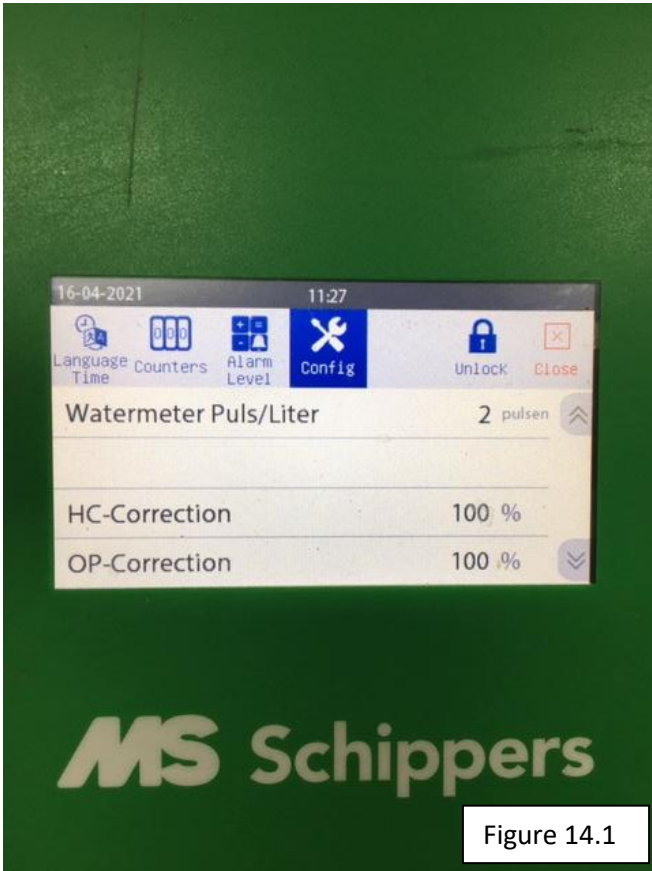 16-04-2021 11:27
Language Time
Counters
Alarm Level
Config
Unlock
Close
Watermeter Puls/Liter 2 pulsen
HC-Correction 100 %
OP-Correction 100 %
MS Schippers
Figure 14.1